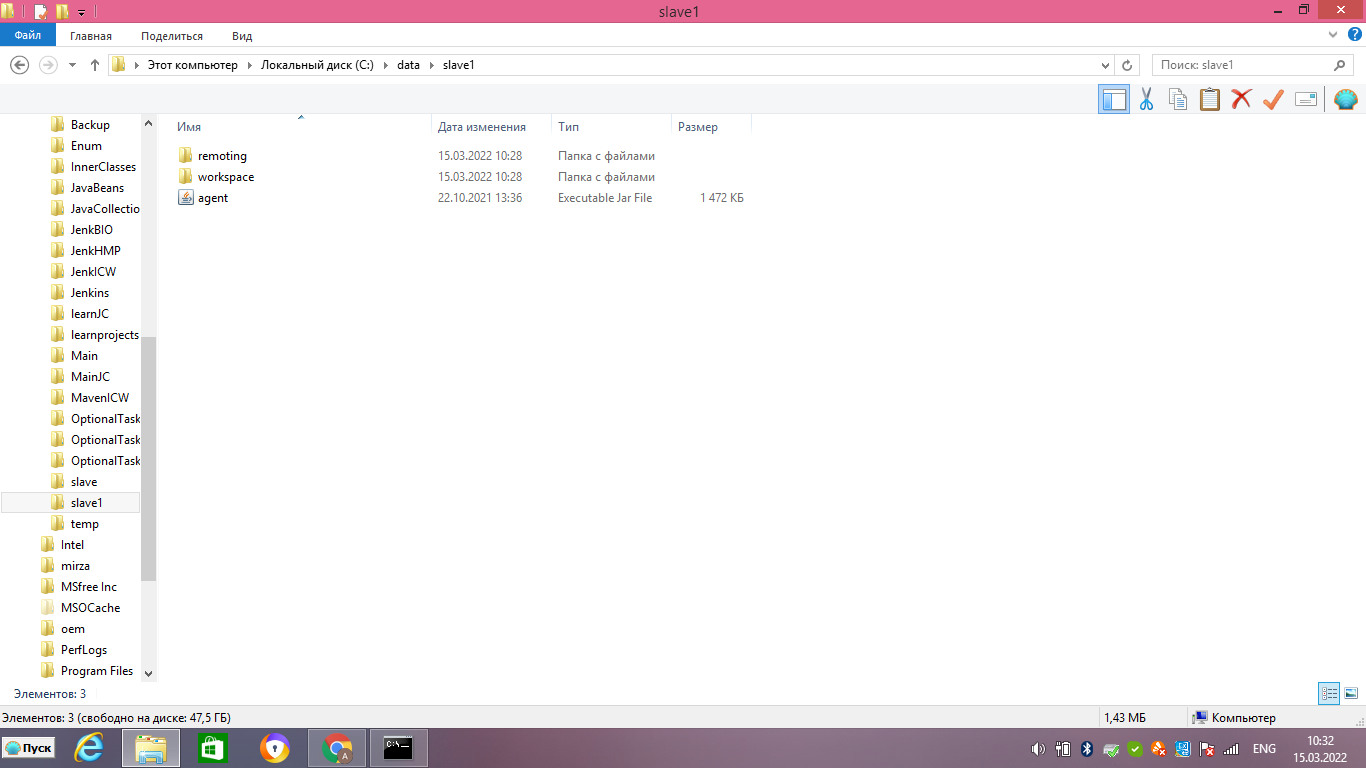 slave1
Файл Главная Поделиться Вид
Этот компьютер Локальный диск (C:) data slave1
Поиск: slave1
Имя Дата изменения Тип Размер
remoting 15.03.2022 10:28 Папка с файлами
workspace 15.03.2022 10:28 Папка с файлами
agent 22.10.2021 13:36 Executable Jar File 1 472 КБ
Backup
Enum
InnerClasses
JavaBeans
JavaCollectio
JenkBIO
JenkHMP
JenkICW
Jenkins
learnJC
learnprojects
Main
MainJC
MavenICW
OptionalTask
OptionalTask
OptionalTask
slave
slave1
temp
Intel
mirza
MSfree Inc
MSOCache
oem
PerfLogs
Program Files
Элементов: 3
Элементов: 3 (свободно на диске: 47,5 ГБ) 1,43 МБ Компьютер
Пуск
C:\_
A
ENG
10:32
15.03.2022